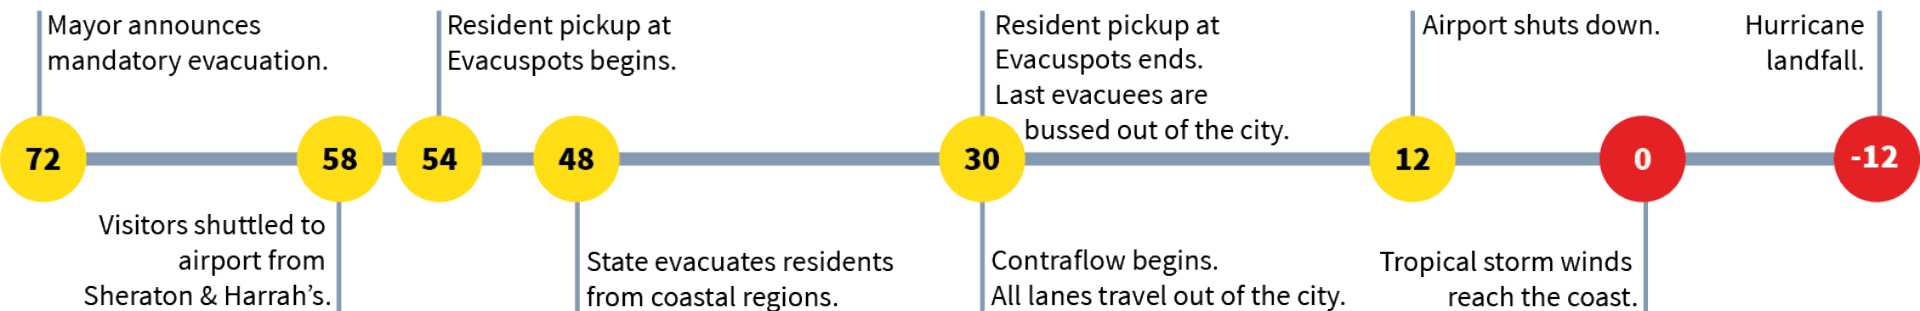 Mayor announces
mandatory evacuation.
Resident pickup at
Evacuspots begins.
Resident pickup at
Evacuspots ends.
Last evacuees are
bussed out of the city.
Airport shuts down.
Hurricane
landfall.
72
58
54
48
30
12
0
-12
Visitors shuttled to
airport from
Sheraton & Harrah's.
State evacuates residents
from coastal regions.
Contraflow begins.
All lanes travel out of the city.
Tropical storm winds
reach the coast.